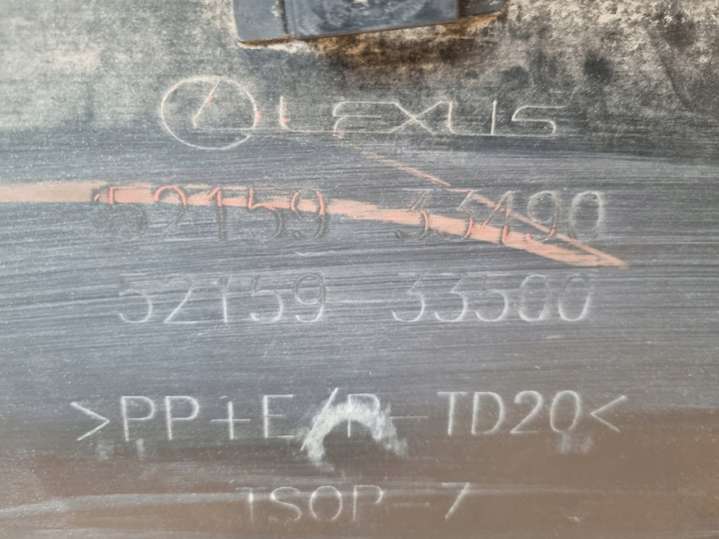 LEXUS
52159 33490
52159 33500
>PP+E/P-TD20<
TSOP-7